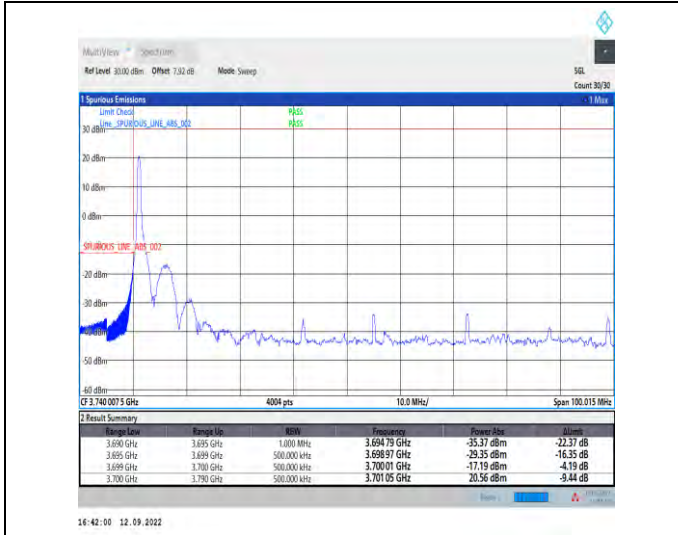 MultiView Spectrum
Ref Level 30.00 dBm Offset 7.92 dB Mode Sweep SGL
Count 30/30
1 Spurious Emissions 1 Max
Limit Check PASS
Line _SPURIOUS_LINE_ABS_002 PASS
30 dBm
20 dBm
10 dBm
0 dBm
_SPURIOUS_LINE_ABS_002
-20 dBm
-30 dBm
-40 dBm
-50 dBm
-60 dBm
CF 3.740 007 5 GHz 4004 pts 10.0 MHz/ Span 100.015 MHz
2 Result Summary
Range Low Range Up RBW Frequency Power Abs ΔLimit
3.690 GHz 3.695 GHz 1.000 MHz 3.694 79 GHz -35.37 dBm -22.37 dB
3.695 GHz 3.699 GHz 500.000 kHz 3.698 97 GHz -29.35 dBm -16.35 dB
3.699 GHz 3.700 GHz 500.000 kHz 3.700 01 GHz -17.19 dBm -4.19 dB
3.700 GHz 3.790 GHz 500.000 kHz 3.701 05 GHz 20.56 dBm -9.44 dB
16:42:00 12.09.2022